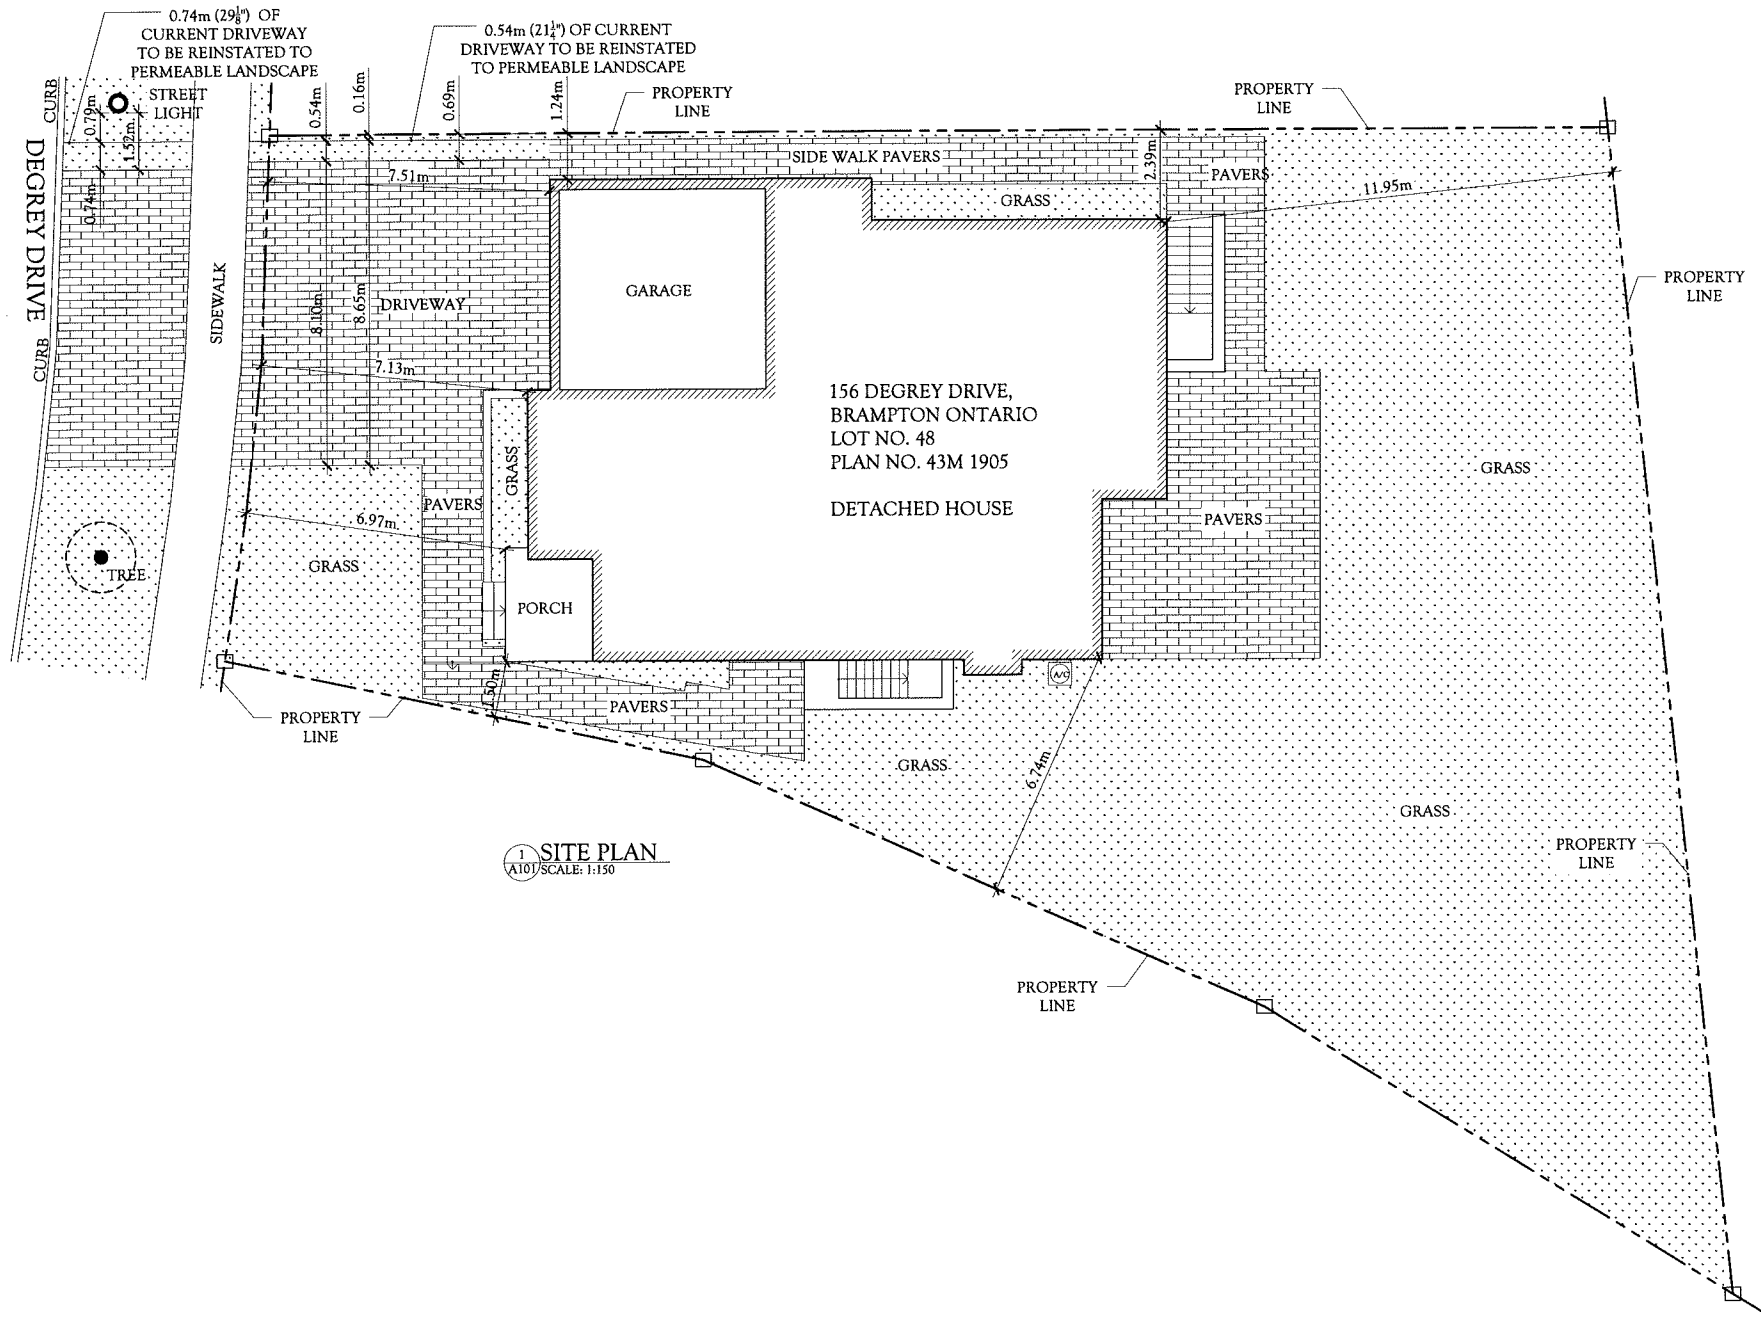 0.74m (29⅛") OF
CURRENT DRIVEWAY
TO BE REINSTATED TO
PERMEABLE LANDSCAPE
0.54m (21¼") OF CURRENT
DRIVEWAY TO BE REINSTATED
TO PERMEABLE LANDSCAPE
CURB
STREET
LIGHT
0.79m
1.52m
0.74m
0.54m
0.16m
0.69m
1.24m
PROPERTY
LINE
PROPERTY
LINE
DEGREY DRIVE
CURB
SIDEWALK
SIDE WALK PAVERS
2.39m
PAVERS
7.51m
GRASS
11.95m
GARAGE
PROPERTY
LINE
8.10m
8.65m
DRIVEWAY
7.13m
156 DEGREY DRIVE,
BRAMPTON ONTARIO
LOT NO. 48
PLAN NO. 43M 1905
DETACHED HOUSE
GRASS
GRASS
PAVERS
6.97m
PAVERS
TREE
GRASS
PORCH
1.50m
A/C
PAVERS
PROPERTY
LINE
GRASS
6.74m
GRASS
1
A101
SITE PLAN
SCALE: 1:150
PROPERTY
LINE
PROPERTY
LINE